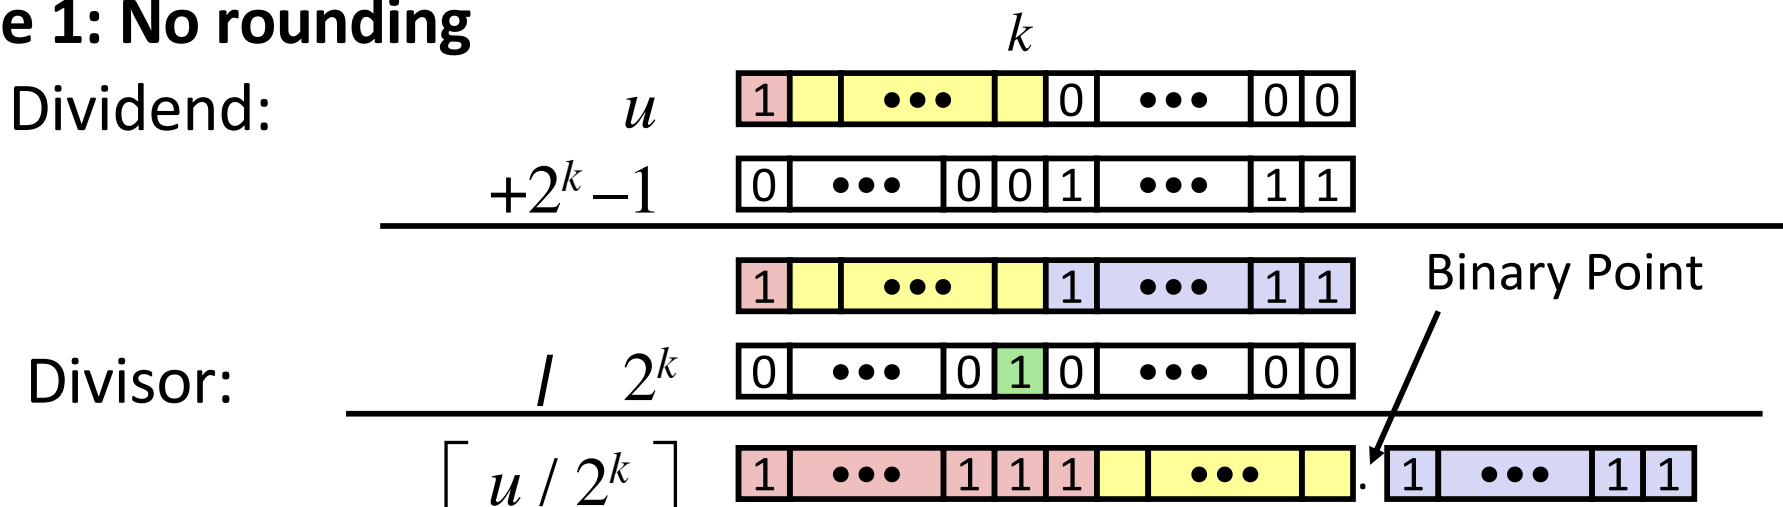 e 1: No rounding
k
Dividend: u 1 ••• 0 ••• 0 0
+2^k –1 0 ••• 0 0 1 ••• 1 1
1 ••• 1 ••• 1 1 Binary Point
Divisor: / 2^k 0 ••• 0 1 0 ••• 0 0
⌈ u / 2^k ⌉ 1 ••• 1 1 1 ••• . 1 ••• 1 1